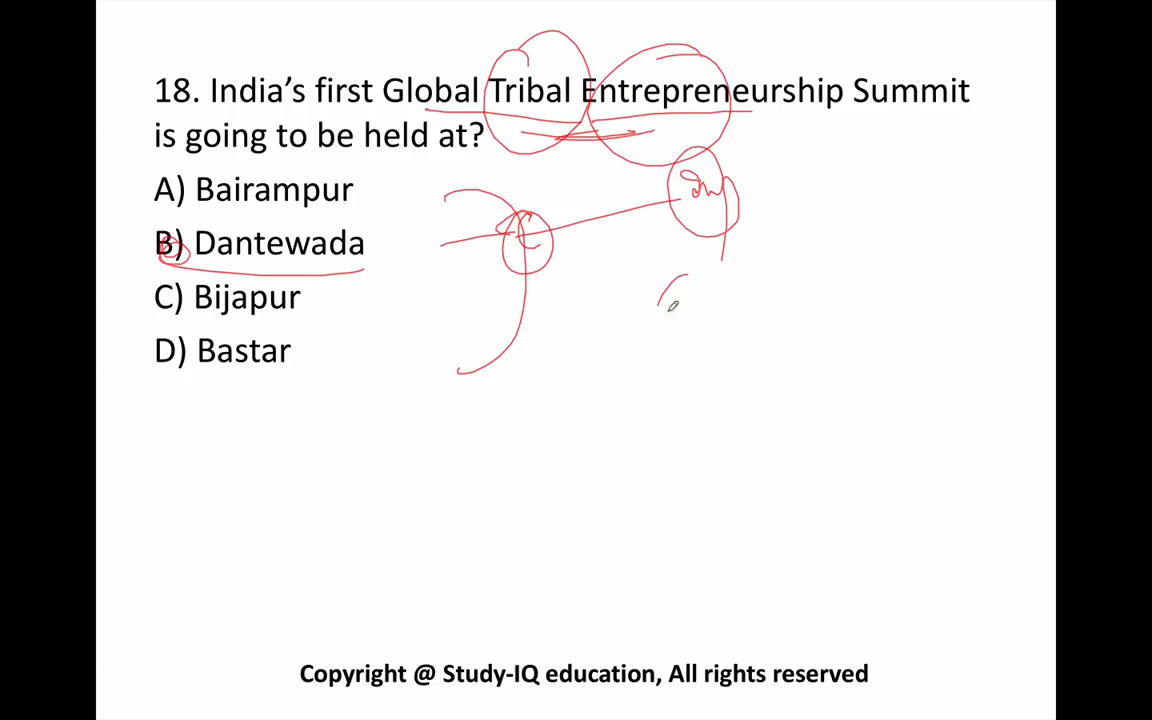 18. India's first Global Tribal Entrepreneurship Summit
is going to be held at?
A) Bairampur
B) Dantewada
C) Bijapur
D) Bastar
Copyright @ Study-IQ education, All rights reserved